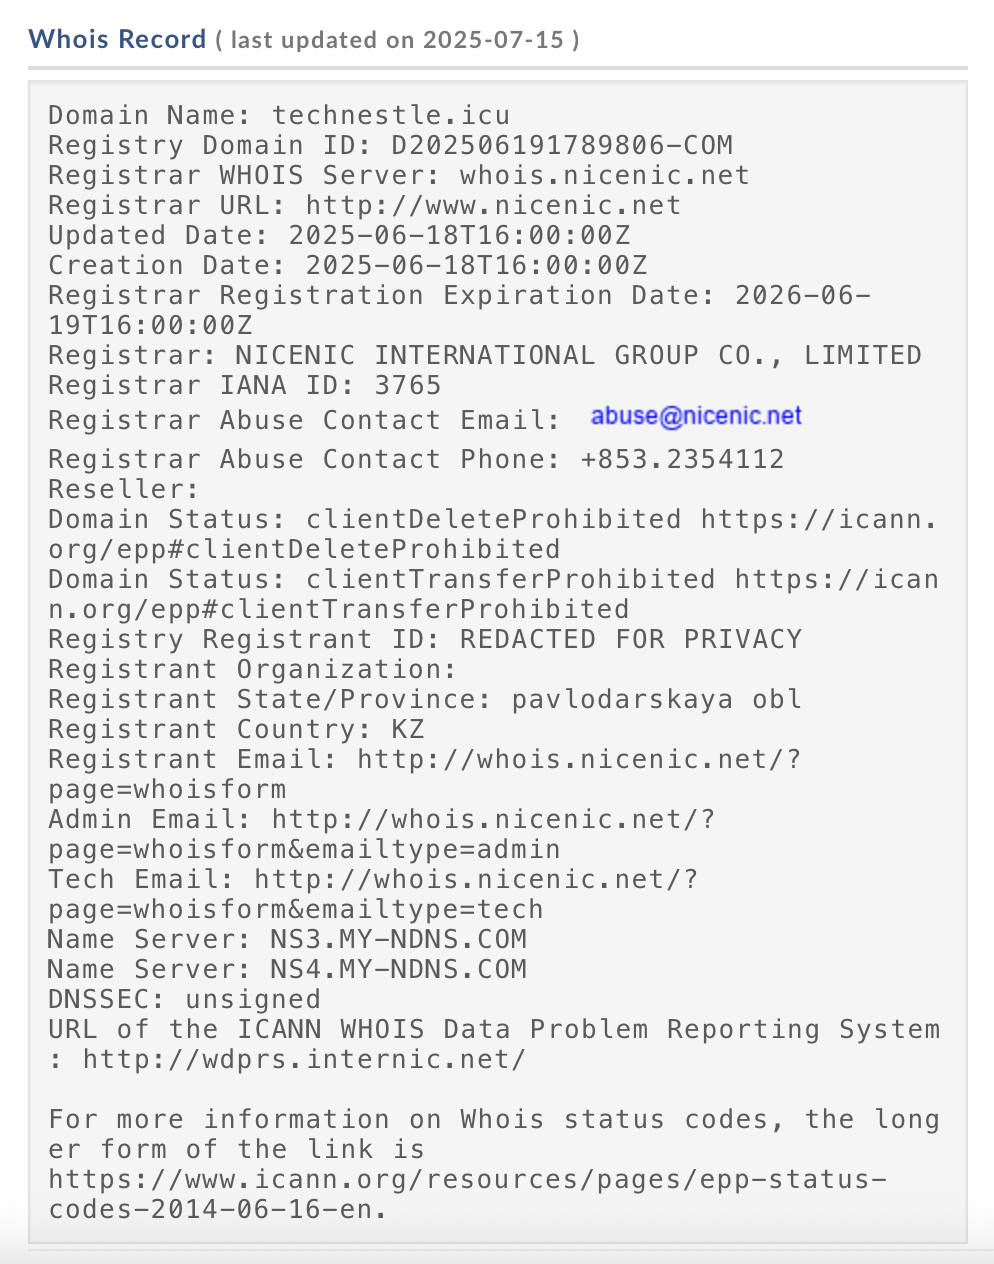 Whois Record ( last updated on 2025-07-15 )
Domain Name: technestle.icu
Registry Domain ID: D202506191789806-COM
Registrar WHOIS Server: whois.nicenic.net
Registrar URL: http://www.nicenic.net
Updated Date: 2025-06-18T16:00:00Z
Creation Date: 2025-06-18T16:00:00Z
Registrar Registration Expiration Date: 2026-06-
19T16:00:00Z
Registrar: NICENIC INTERNATIONAL GROUP CO., LIMITED
Registrar IANA ID: 3765
Registrar Abuse Contact Email: abuse@nicenic.net
Registrar Abuse Contact Phone: +853.2354112
Reseller:
Domain Status: clientDeleteProhibited https://icann.
org/epp#clientDeleteProhibited
Domain Status: clientTransferProhibited https://ican
n.org/epp#clientTransferProhibited
Registry Registrant ID: REDACTED FOR PRIVACY
Registrant Organization:
Registrant State/Province: pavlodarskaya obl
Registrant Country: KZ
Registrant Email: http://whois.nicenic.net/?
page=whoisform
Admin Email: http://whois.nicenic.net/?
page=whoisform&emailtype=admin
Tech Email: http://whois.nicenic.net/?
page=whoisform&emailtype=tech
Name Server: NS3.MY-NDNS.COM
Name Server: NS4.MY-NDNS.COM
DNSSEC: unsigned
URL of the ICANN WHOIS Data Problem Reporting System
: http://wdprs.internic.net/
For more information on Whois status codes, the long
er form of the link is
https://www.icann.org/resources/pages/epp-status-
codes-2014-06-16-en.